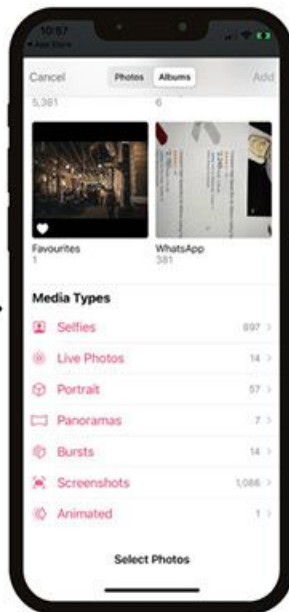 10:57
App Store
Cancel Photos Albums Add
5,381 6
Favourites WhatsApp
1 381
Media Types
Selfies 897
Live Photos 14
Portrait 57
Panoramas 7
Bursts 14
Screenshots 1,086
Animated 1
Select Photos